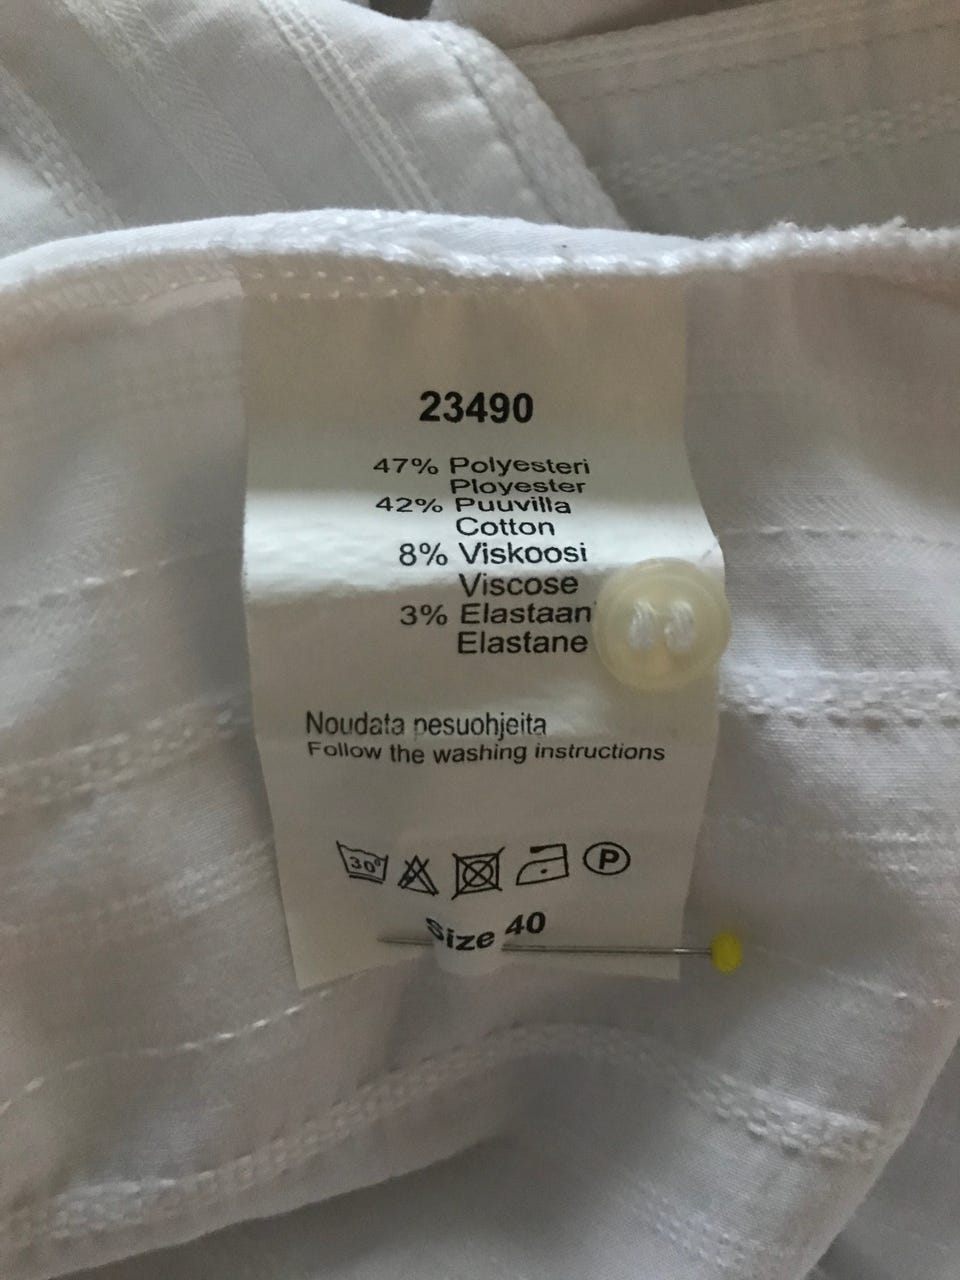 23490
47% Polyesteri
Ployester
42% Puuvilla
Cotton
8% Viskoosi
Viscose
3% Elastaan
Elastane
Noudata pesuohjeita
Follow the washing instructions
30°
P
Size 40